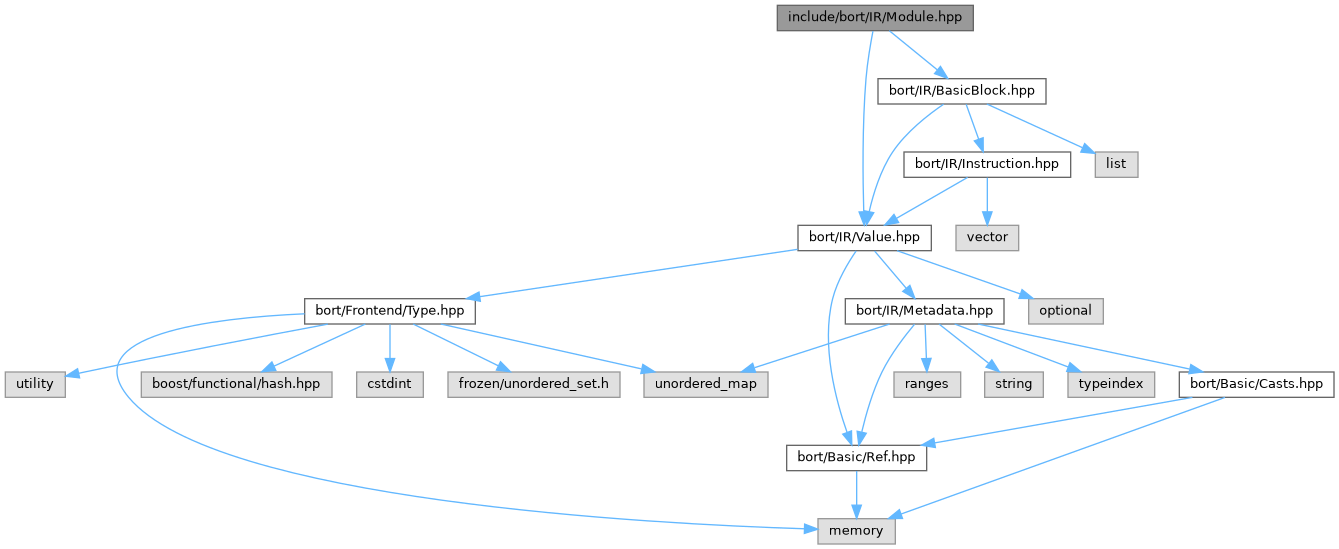 include/bort/IR/Module.hpp
bort/IR/BasicBlock.hpp
bort/IR/Instruction.hpp
list
bort/IR/Value.hpp
vector
bort/Frontend/Type.hpp
bort/IR/Metadata.hpp
optional
utility
boost/functional/hash.hpp
cstdint
frozen/unordered_set.h
unordered_map
ranges
string
typeindex
bort/Basic/Casts.hpp
bort/Basic/Ref.hpp
memory